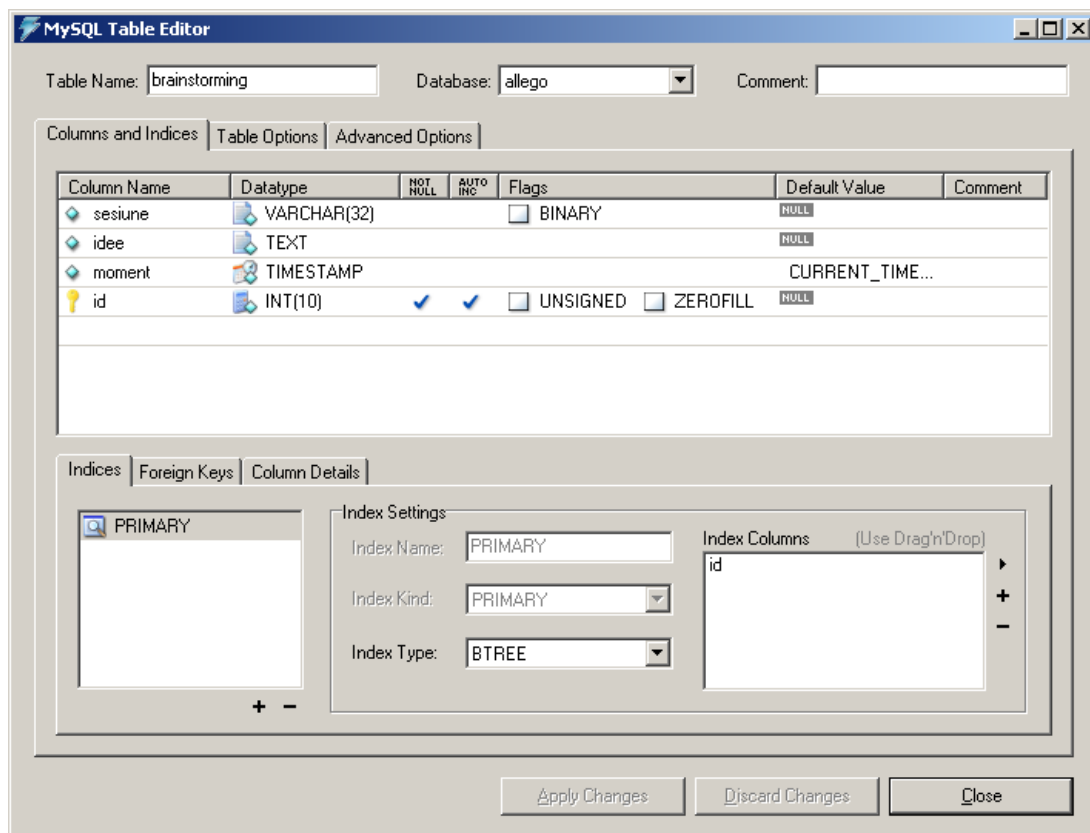 MySQL Table Editor
Table Name: brainstorming Database: allego Comment:
Columns and Indices Table Options Advanced Options
Column Name Datatype NOT NULL AUTO INC Flags Default Value Comment
sesiune VARCHAR(32) BINARY NULL
idee TEXT NULL
moment TIMESTAMP CURRENT_TIME...
id INT(10) UNSIGNED ZEROFILL NULL
Indices Foreign Keys Column Details
PRIMARY
Index Settings
Index Name: PRIMARY
Index Kind: PRIMARY
Index Type: BTREE
Index Columns (Use Drag'n'Drop)
id
Apply Changes Discard Changes Close